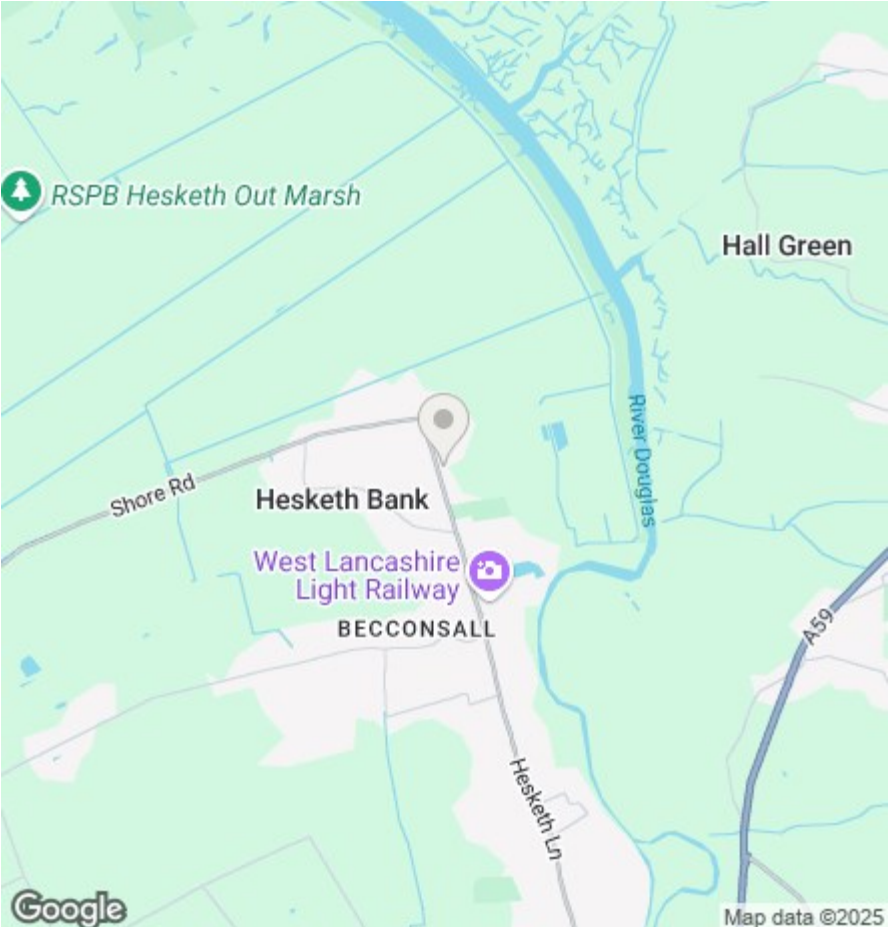 RSPB Hesketh Out Marsh
Hall Green
River Douglas
Shore Rd
Hesketh Bank
West Lancashire
Light Railway
BECCONSALL
A59
Hesketh Ln
Google
Map data ©2025